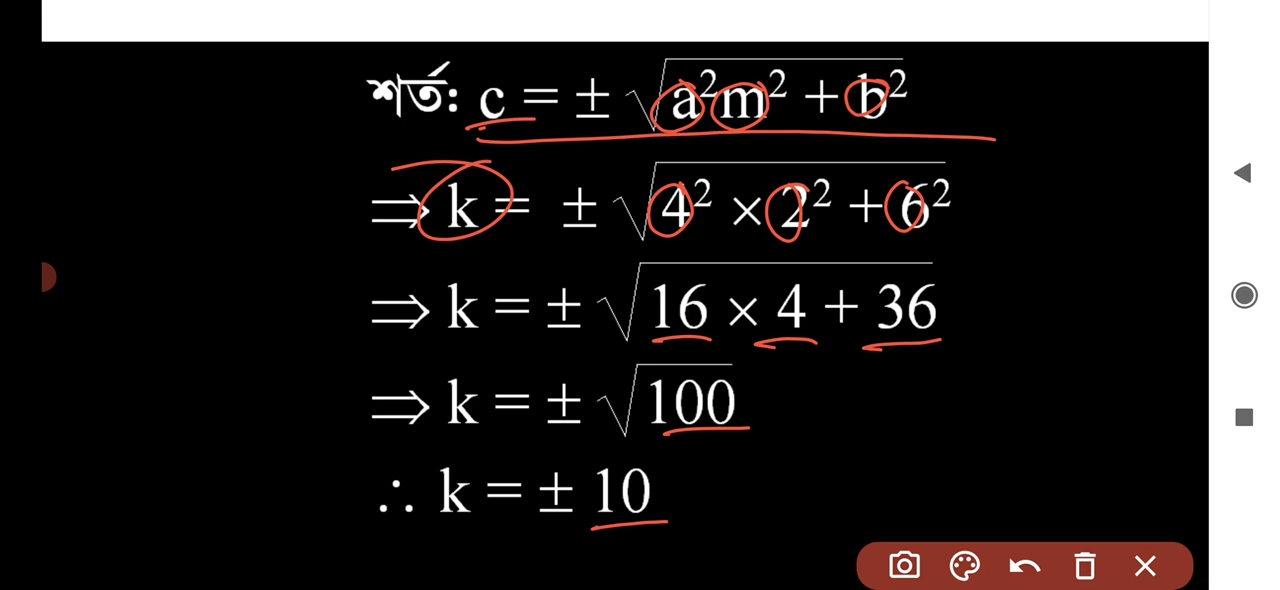 শর্ত: c = ± √(a²m² + b²)
⇒ k = ± √(4² × 2² + 6²)
⇒ k = ± √(16 × 4 + 36)
⇒ k = ± √100
∴ k = ± 10